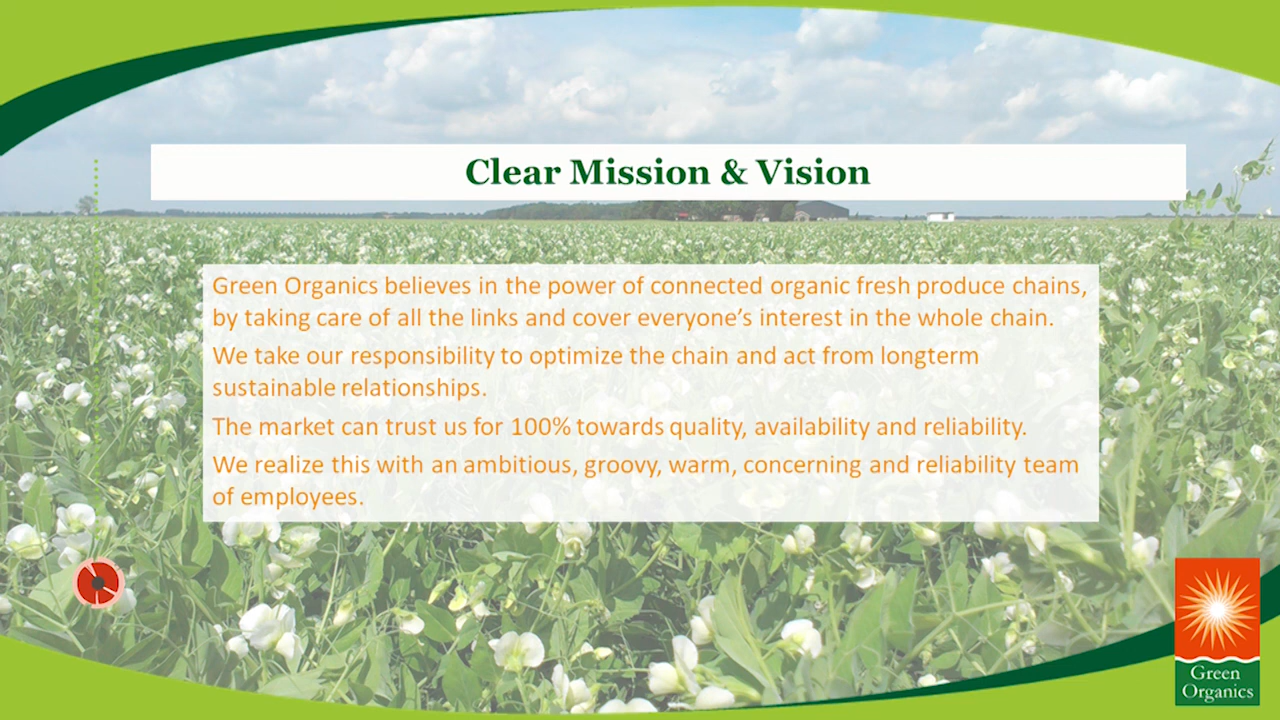 Clear Mission & Vision
Green Organics believes in the power of connected organic fresh produce chains,
by taking care of all the links and cover everyone’s interest in the whole chain.
We take our responsibility to optimize the chain and act from longterm
sustainable relationships.
The market can trust us for 100% towards quality, availability and reliability.
We realize this with an ambitious, groovy, warm, concerning and reliability team
of employees.
Green
Organics